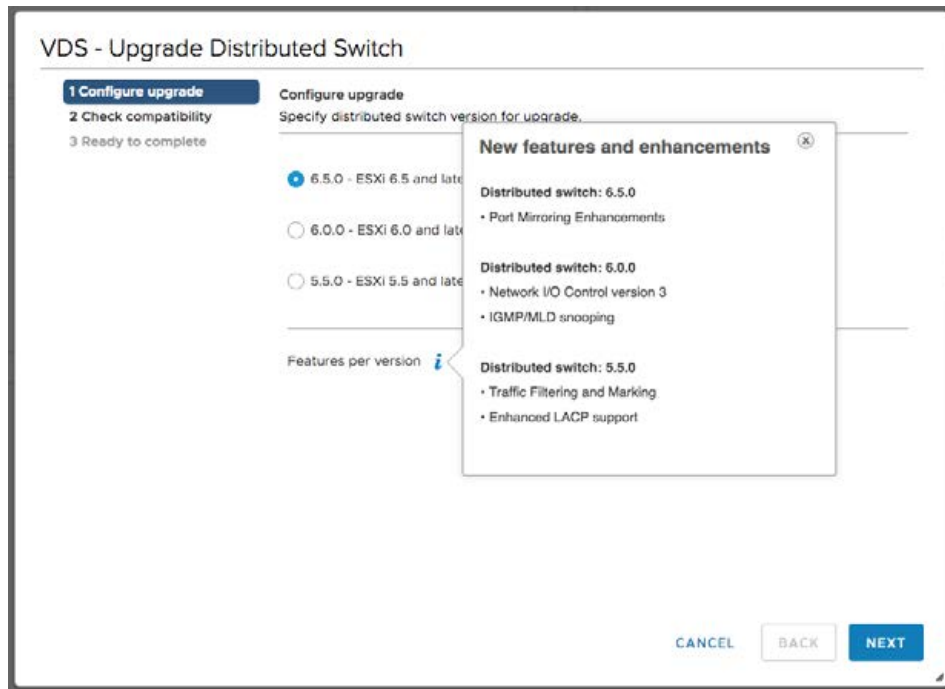 VDS - Upgrade Distributed Switch
1 Configure upgrade
2 Check compatibility
3 Ready to complete
Configure upgrade
Specify distributed switch version for upgrade.
6.5.0 - ESXi 6.5 and late
6.0.0 - ESXi 6.0 and late
5.5.0 - ESXi 5.5 and late
Features per version i
New features and enhancements
Distributed switch: 6.5.0
• Port Mirroring Enhancements
Distributed switch: 6.0.0
• Network I/O Control version 3
• IGMP/MLD snooping
Distributed switch: 5.5.0
• Traffic Filtering and Marking
• Enhanced LACP support
CANCEL BACK NEXT